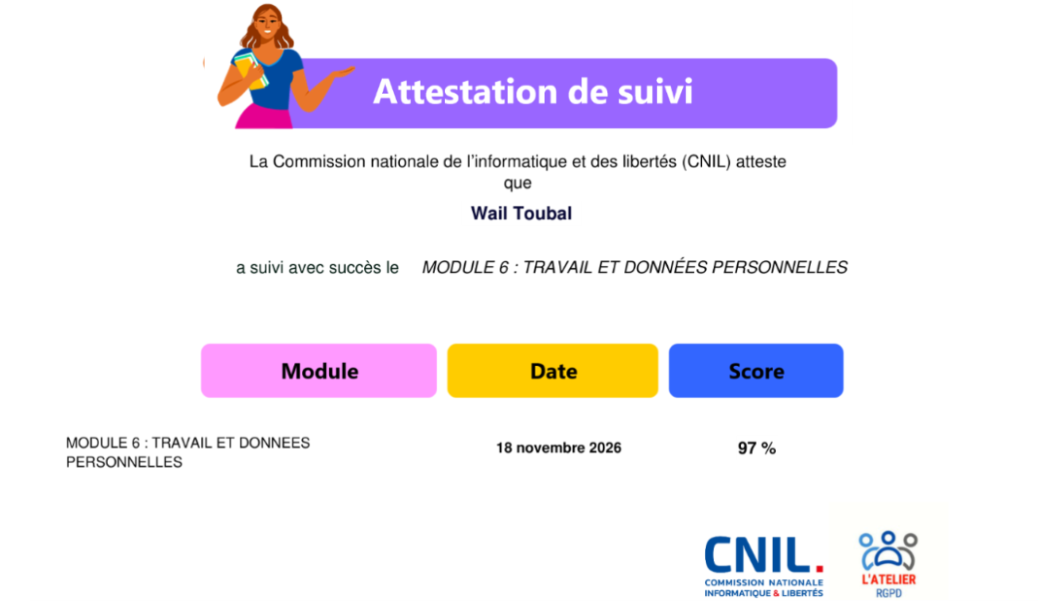 Attestation de suivi
La Commission nationale de l'informatique et des libertés (CNIL) atteste
que
Wail Toubal
a suivi avec succès le MODULE 6 : TRAVAIL ET DONNÉES PERSONNELLES
Module Date Score
MODULE 6 : TRAVAIL ET DONNEES
PERSONNELLES
18 novembre 2026
97 %
CNIL.
COMMISSION NATIONALE
INFORMATIQUE & LIBERTÉS
L'ATELIER
RGPD